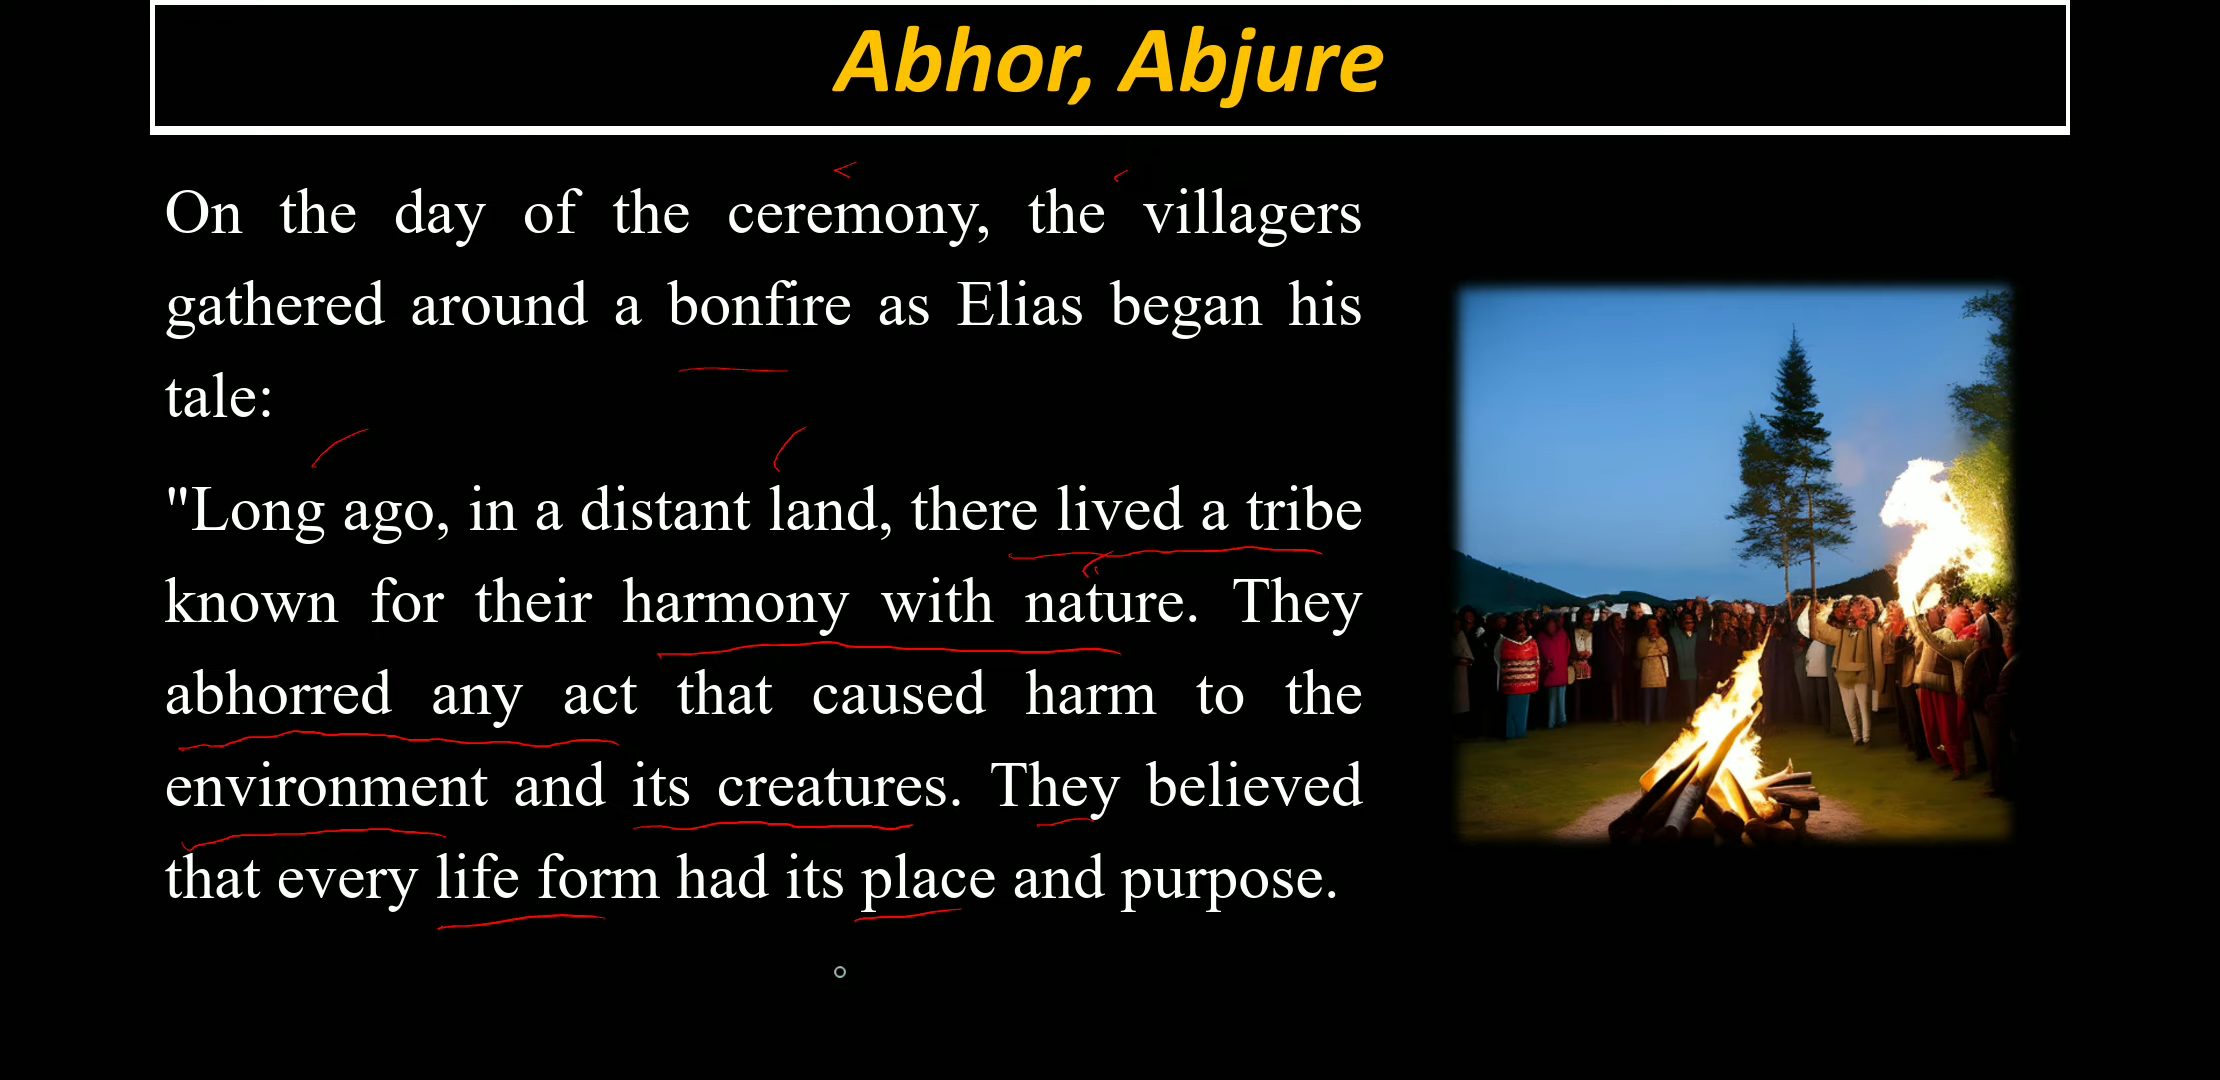 Abhor, Abjure
On the day of the ceremony, the villagers
gathered around a bonfire as Elias began his
tale:
"Long ago, in a distant land, there lived a tribe
known for their harmony with nature. They
abhorred any act that caused harm to the
environment and its creatures. They believed
that every life form had its place and purpose.